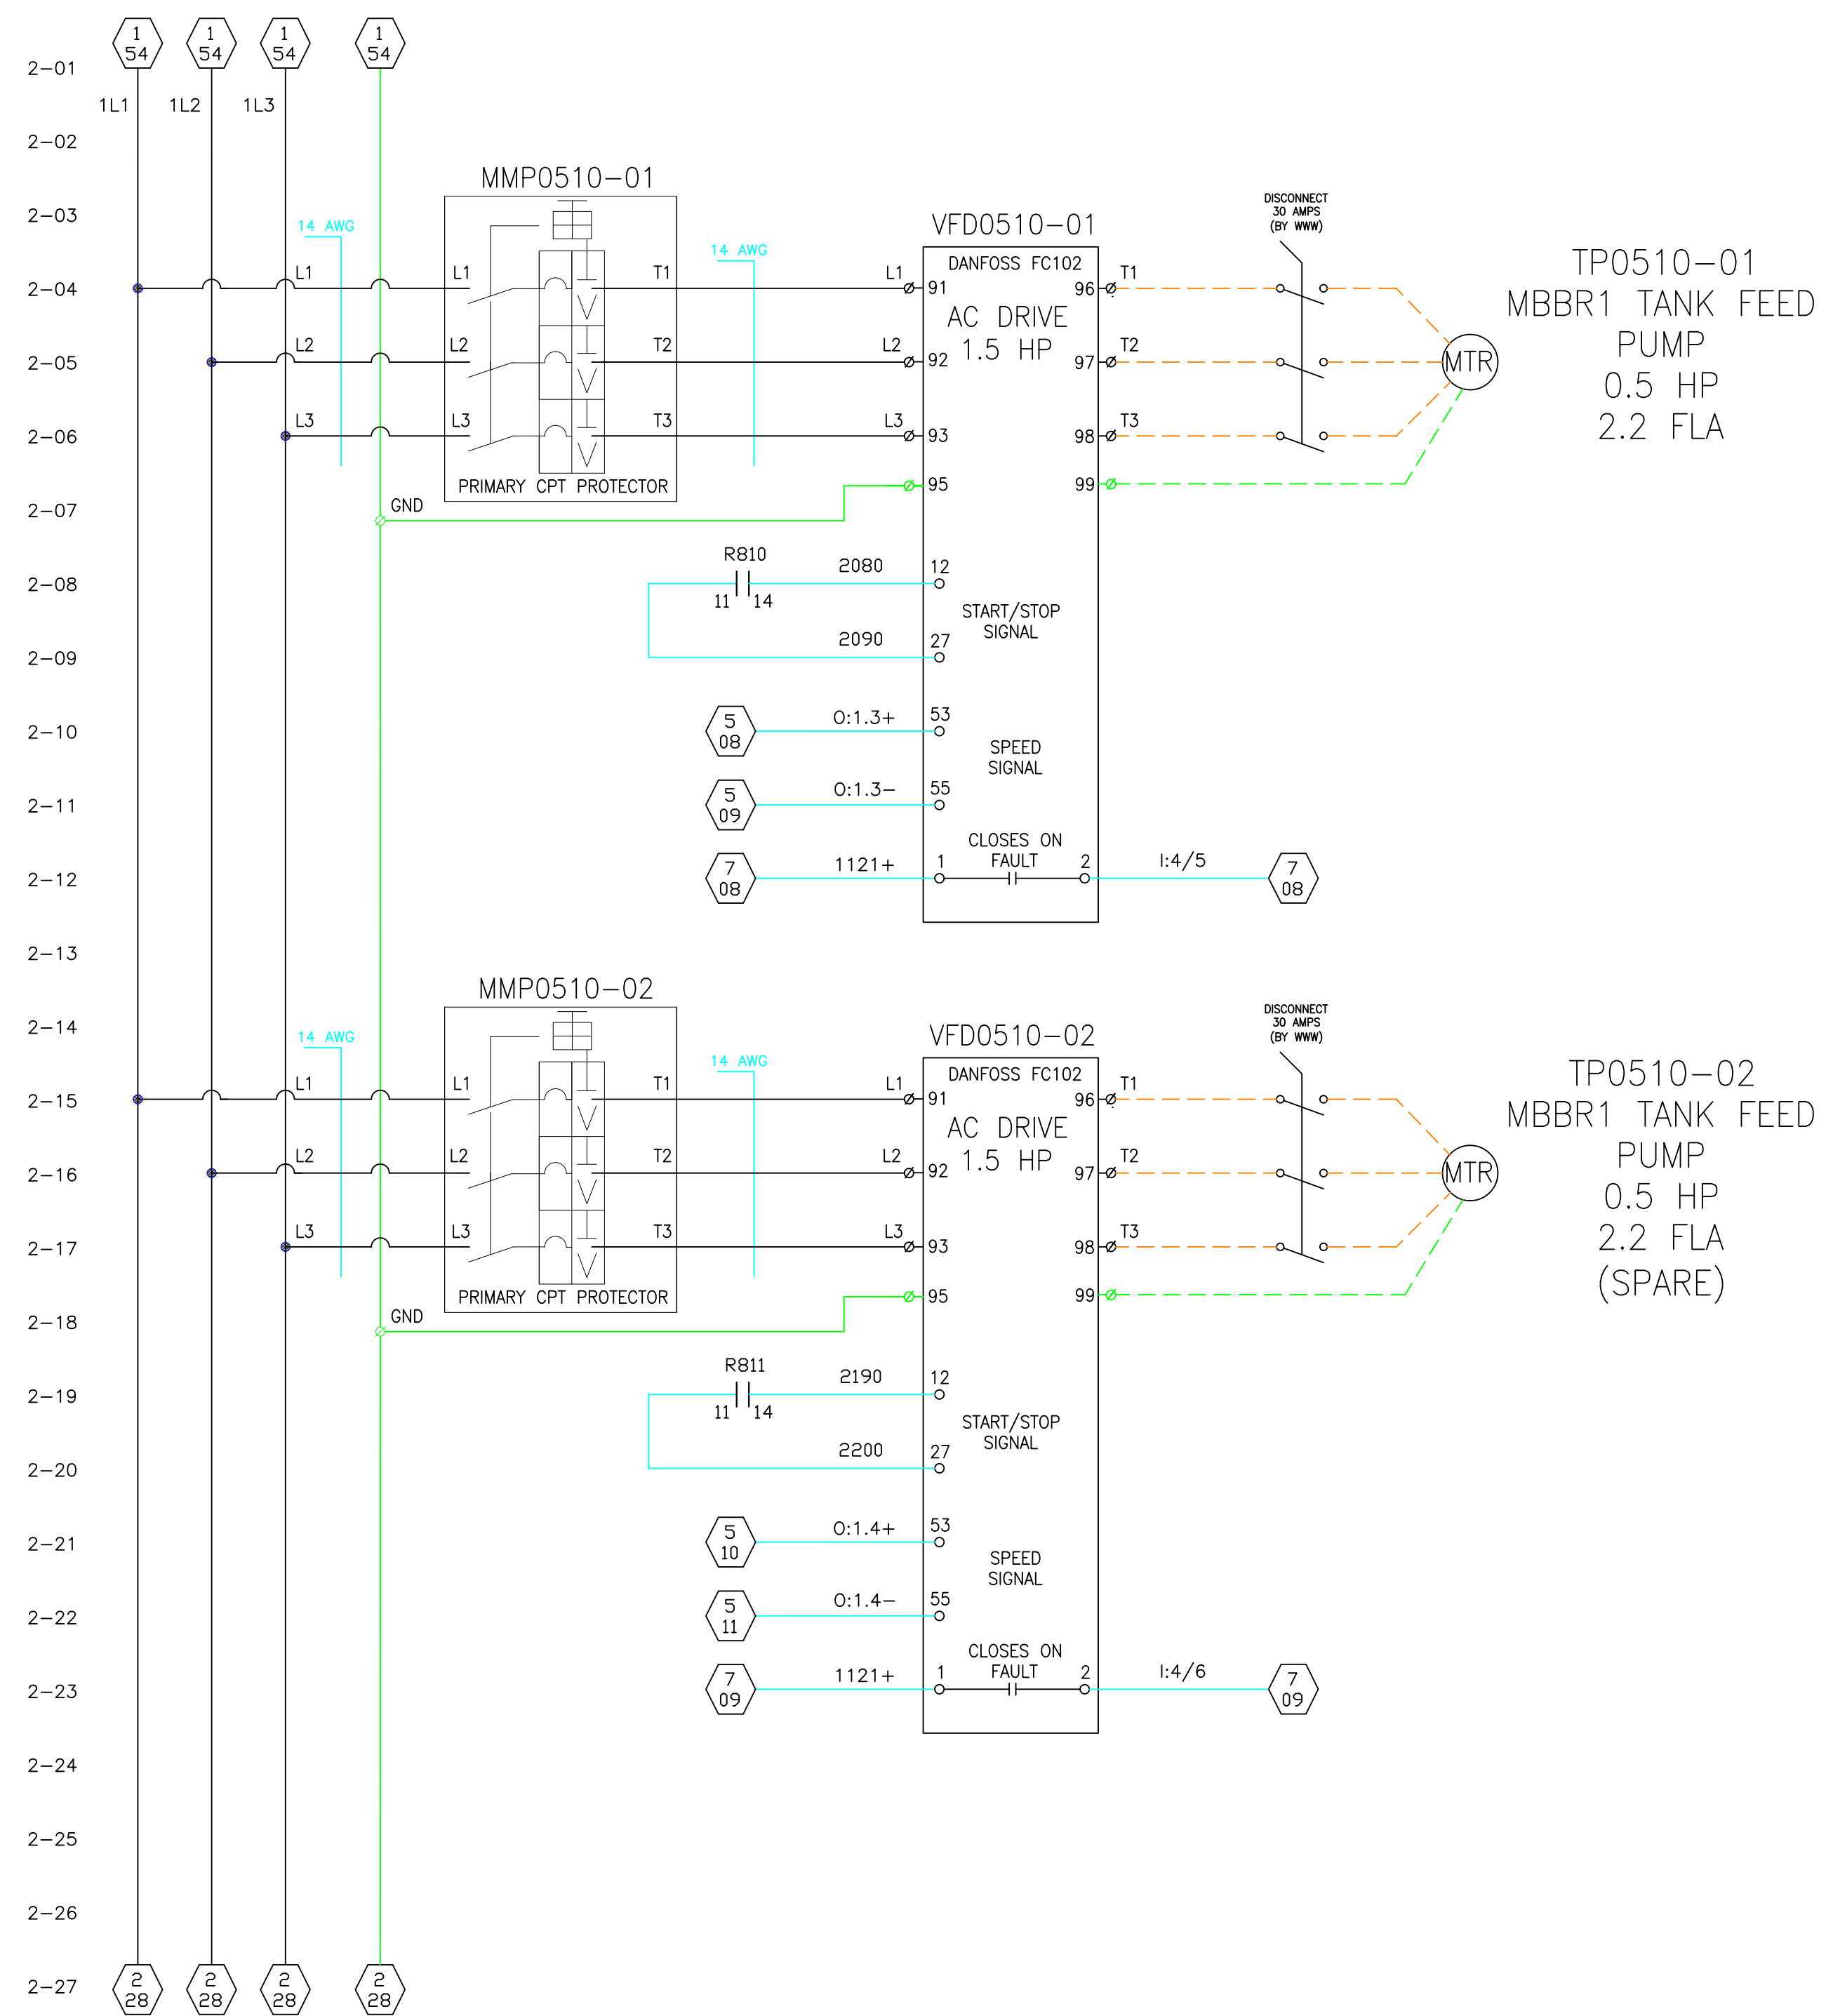 1
54
1
54
1
54
1
54
2-01
1L1
1L2
1L3
2-02
MMP0510-01
2-03
14 AWG
14 AWG
VFD0510-01
DISCONNECT
30 AMPS
(BY WWW)
DANFOSS FC102
TP0510-01
MBBR1 TANK FEED
PUMP
0.5 HP
2.2 FLA
2-04
L1
L1
T1
L1
91
96
T1
AC DRIVE
1.5 HP
2-05
L2
L2
T2
L2
92
97
T2
MTR
2-06
L3
L3
T3
L3
93
98
T3
PRIMARY CPT PROTECTOR
95
99
2-07
GND
R810
2-08
11
14
2080
12
START/STOP
SIGNAL
2-09
2090
27
2-10
5
08
O:1.3+
53
SPEED
SIGNAL
2-11
5
09
O:1.3-
55
CLOSES ON
FAULT
2-12
7
08
1121+
1
2
I:4/5
7
08
2-13
MMP0510-02
2-14
14 AWG
14 AWG
VFD0510-02
DISCONNECT
30 AMPS
(BY WWW)
DANFOSS FC102
TP0510-02
MBBR1 TANK FEED
PUMP
0.5 HP
2.2 FLA
(SPARE)
2-15
L1
L1
T1
L1
91
96
T1
AC DRIVE
1.5 HP
2-16
L2
L2
T2
L2
92
97
T2
MTR
2-17
L3
L3
T3
L3
93
98
T3
PRIMARY CPT PROTECTOR
95
99
2-18
GND
R811
2-19
11
14
2190
12
START/STOP
SIGNAL
2-20
2200
27
2-21
5
10
O:1.4+
53
SPEED
SIGNAL
2-22
5
11
O:1.4-
55
CLOSES ON
FAULT
2-23
7
09
1121+
1
2
I:4/6
7
09
2-24
2-25
2-26
2-27
2
28
2
28
2
28
2
28